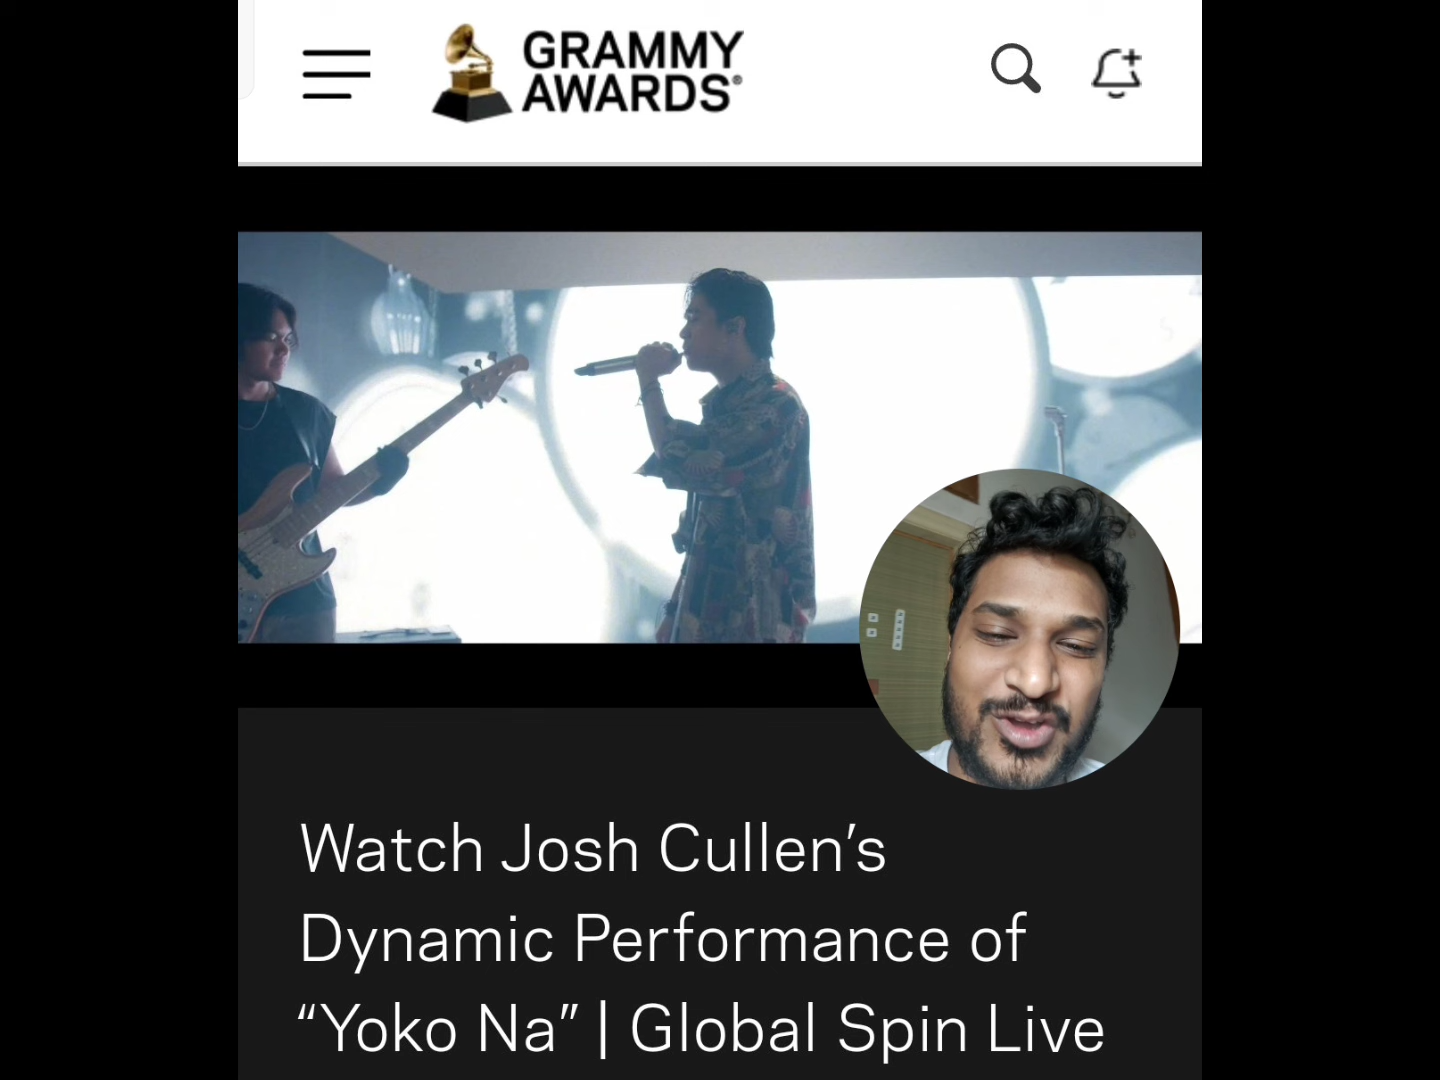 GRAMMY
AWARDS®
Watch Josh Cullen’s
Dynamic Performance of
“Yoko Na” | Global Spin Live